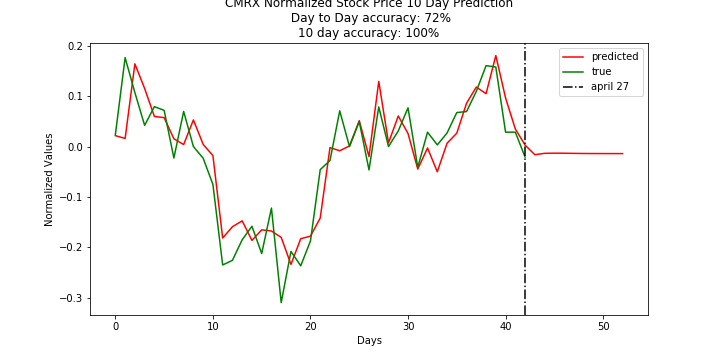 CMRX Normalized Stock Price 10 Day Prediction
Day to Day accuracy: 72%
10 day accuracy: 100%
predicted
true
april 27
Normalized Values
0.2
0.1
0.0
−0.1
−0.2
−0.3
0 10 20 30 40 50
Days